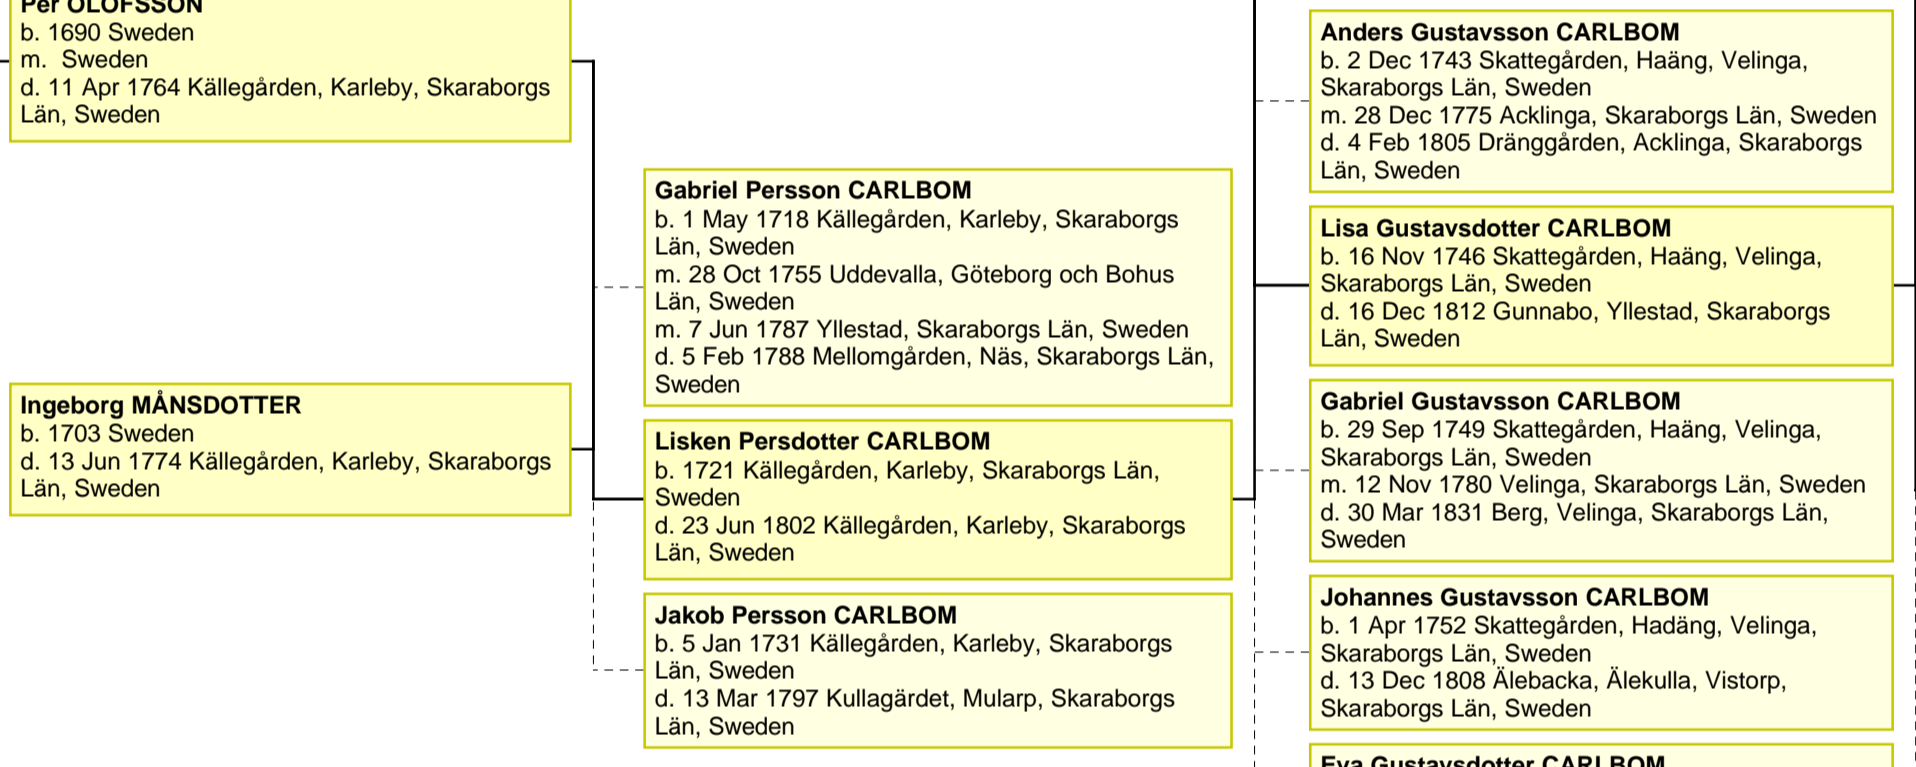 Per OLOFSSON
b. 1690 Sweden
m.  Sweden
d. 11 Apr 1764 Källegården, Karleby, Skaraborgs
Län, Sweden
Ingeborg MÅNSDOTTER
b. 1703 Sweden
d. 13 Jun 1774 Källegården, Karleby, Skaraborgs
Län, Sweden
Gabriel Persson CARLBOM
b. 1 May 1718 Källegården, Karleby, Skaraborgs
Län, Sweden
m. 28 Oct 1755 Uddevalla, Göteborg och Bohus
Län, Sweden
m. 7 Jun 1787 Yllestad, Skaraborgs Län, Sweden
d. 5 Feb 1788 Mellomgården, Näs, Skaraborgs Län,
Sweden
Lisken Persdotter CARLBOM
b. 1721 Källegården, Karleby, Skaraborgs Län,
Sweden
d. 23 Jun 1802 Källegården, Karleby, Skaraborgs
Län, Sweden
Jakob Persson CARLBOM
b. 5 Jan 1731 Källegården, Karleby, Skaraborgs
Län, Sweden
d. 13 Mar 1797 Kullagärdet, Mularp, Skaraborgs
Län, Sweden
Anders Gustavsson CARLBOM
b. 2 Dec 1743 Skattegården, Haäng, Velinga,
Skaraborgs Län, Sweden
m. 28 Dec 1775 Acklinga, Skaraborgs Län, Sweden
d. 4 Feb 1805 Dränggården, Acklinga, Skaraborgs
Län, Sweden
Lisa Gustavsdotter CARLBOM
b. 16 Nov 1746 Skattegården, Haäng, Velinga,
Skaraborgs Län, Sweden
d. 16 Dec 1812 Gunnabo, Yllestad, Skaraborgs
Län, Sweden
Gabriel Gustavsson CARLBOM
b. 29 Sep 1749 Skattegården, Haäng, Velinga,
Skaraborgs Län, Sweden
m. 12 Nov 1780 Velinga, Skaraborgs Län, Sweden
d. 30 Mar 1831 Berg, Velinga, Skaraborgs Län,
Sweden
Johannes Gustavsson CARLBOM
b. 1 Apr 1752 Skattegården, Hadäng, Velinga,
Skaraborgs Län, Sweden
d. 13 Dec 1808 Älebacka, Älekulla, Vistorp,
Skaraborgs Län, Sweden
Eva Gustavsdotter CARLBOM